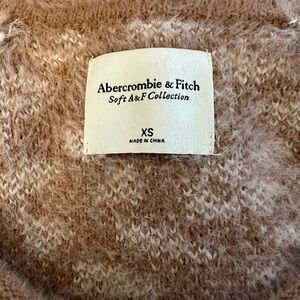 Abercrombie & Fitch
Soft A&F Collection
XS
MADE IN CHINA